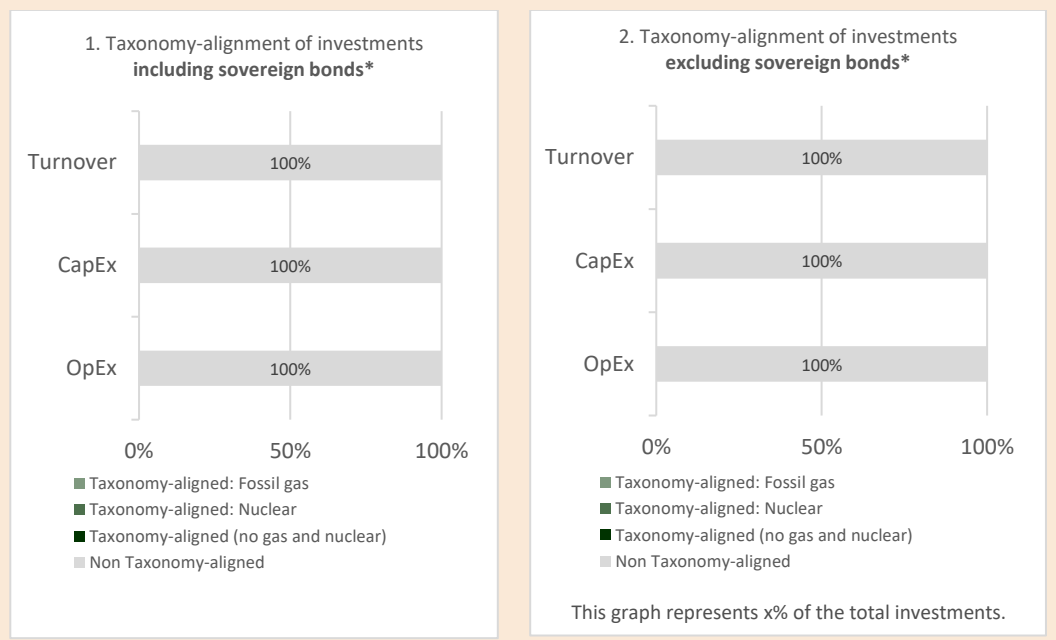 1. Taxonomy-alignment of investments
including sovereign bonds*
Turnover
100%
CapEx
100%
OpEx
100%
0%
50%
100%
Taxonomy-aligned: Fossil gas
Taxonomy-aligned: Nuclear
Taxonomy-aligned (no gas and nuclear)
Non Taxonomy-aligned
2. Taxonomy-alignment of investments
excluding sovereign bonds*
Turnover
100%
CapEx
100%
OpEx
100%
0%
50%
100%
Taxonomy-aligned: Fossil gas
Taxonomy-aligned: Nuclear
Taxonomy-aligned (no gas and nuclear)
Non Taxonomy-aligned
This graph represents x% of the total investments.